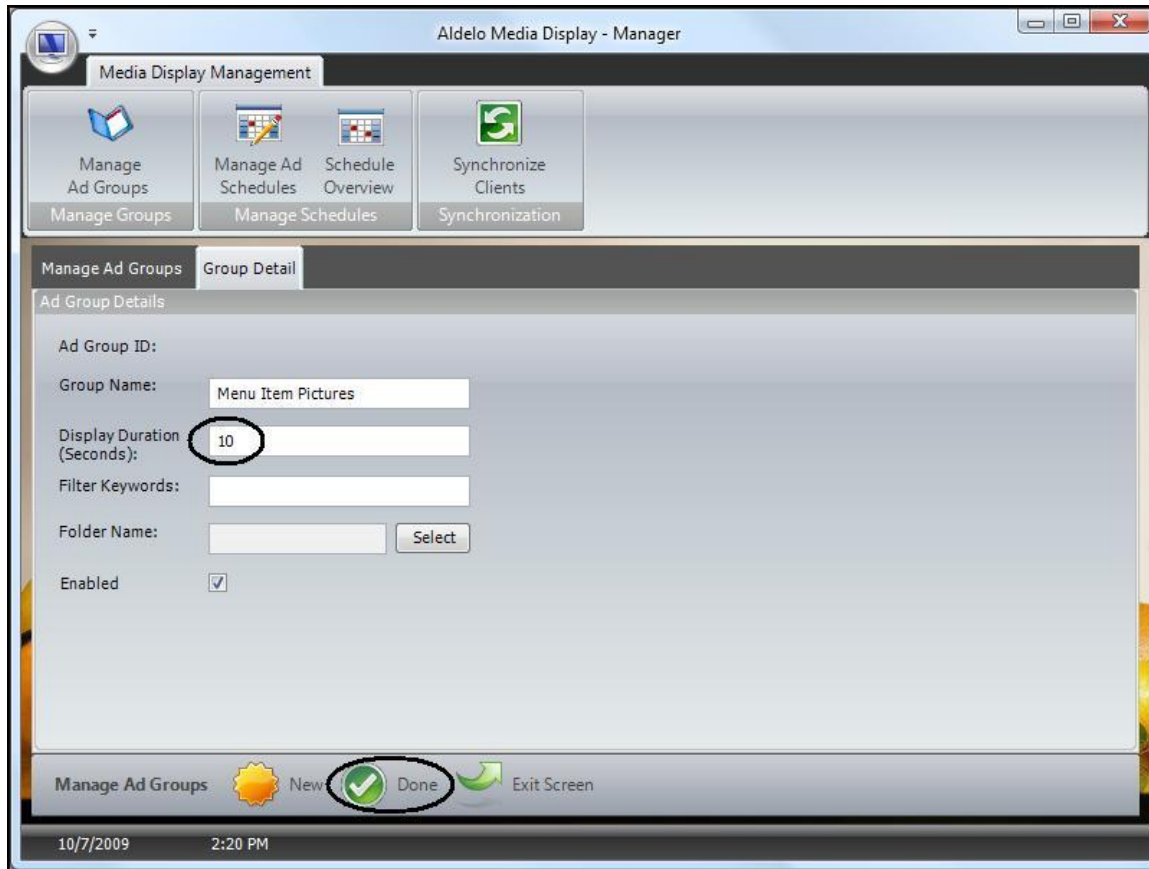 Aldelo Media Display - Manager
Media Display Management
Manage Ad Groups
Manage Ad Schedules
Schedule Overview
Synchronize Clients
Manage Groups
Manage Schedules
Synchronization
Manage Ad Groups
Group Detail
Ad Group Details
Ad Group ID:
Group Name: Menu Item Pictures
Display Duration (Seconds): 10
Filter Keywords:
Folder Name: Select
Enabled
Manage Ad Groups New Done Exit Screen
10/7/2009 2:20 PM